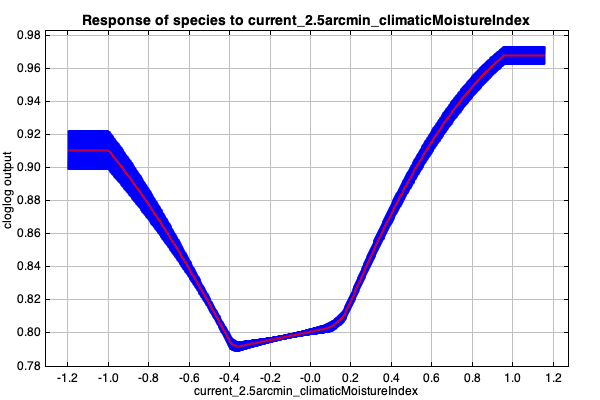 Response of species to current_2.5arcmin_climaticMoistureIndex
0.98
0.96
0.94
0.92
0.90
0.88
0.86
0.84
0.82
0.80
0.78
cloglog output
-1.2 -1.0 -0.8 -0.6 -0.4 -0.2 -0.0 0.2 0.4 0.6 0.8 1.0 1.2
current_2.5arcmin_climaticMoistureIndex